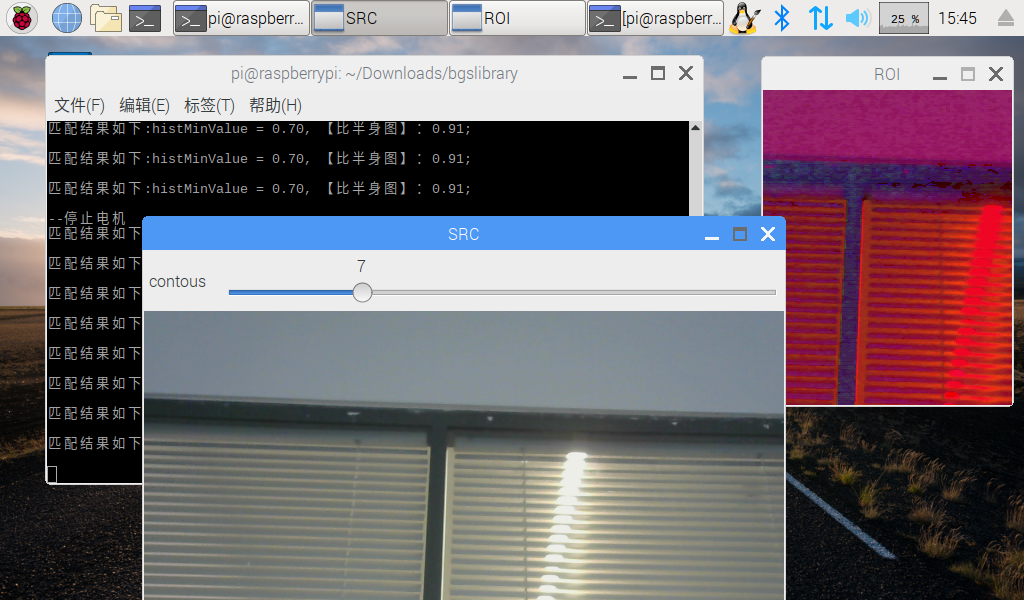 pi@raspberr...
SRC
ROI
[pi@raspberr...
25 %
15:45
pi@raspberrypi: ~/Downloads/bgslibrary
文件(F) 编辑(E) 标签(T) 帮助(H)
匹配结果如下:histMinValue = 0.70, 【比半身图】: 0.91;
匹配结果如下:histMinValue = 0.70, 【比半身图】: 0.91;
匹配结果如下:histMinValue = 0.70, 【比半身图】: 0.91;
--停止电机
匹配结果如下
匹配结果如下
匹配结果如下
匹配结果如下
匹配结果如下
匹配结果如下
匹配结果如下
匹配结果如下
SRC
7
contous
ROI